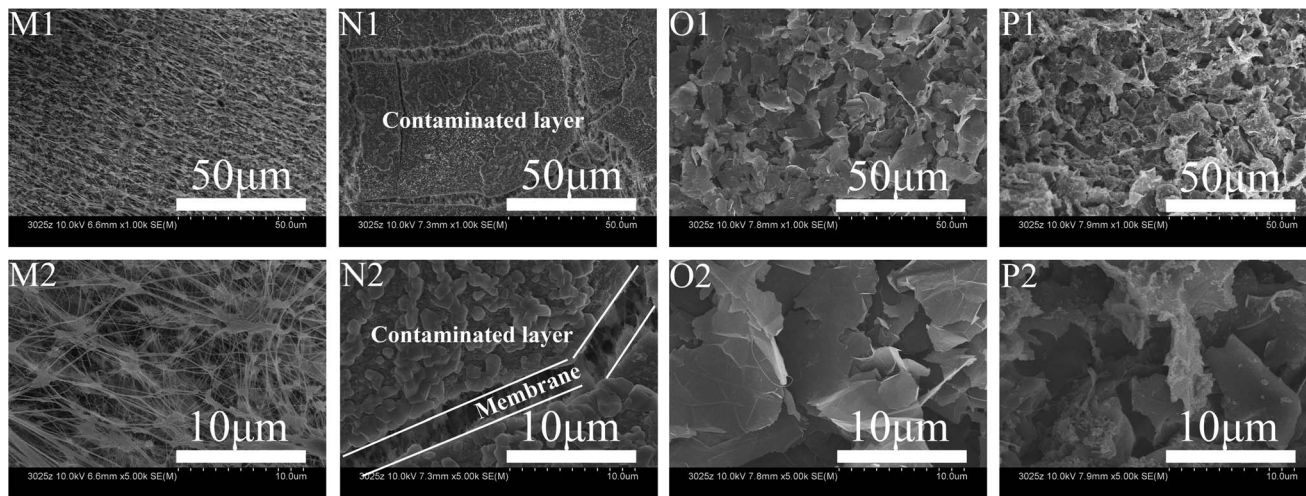 M1
50μm
3025z 10.0kV 6.6mm x1.00k SE(M)
50.0um
N1
Contaminated layer
50μm
3025z 10.0kV 7.3mm x1.00k SE(M)
50.0um
O1
50μm
3025z 10.0kV 7.8mm x1.00k SE(M)
50.0um
P1
50μm
3025z 10.0kV 7.9mm x1.00k SE(M)
50.0um
M2
10μm
3025z 10.0kV 6.6mm x5.00k SE(M)
10.0um
N2
Contaminated layer
Membrane
10μm
3025z 10.0kV 7.3mm x5.00k SE(M)
10.0um
O2
10μm
3025z 10.0kV 7.8mm x5.00k SE(M)
10.0um
P2
10μm
3025z 10.0kV 7.9mm x5.00k SE(M)
10.0um